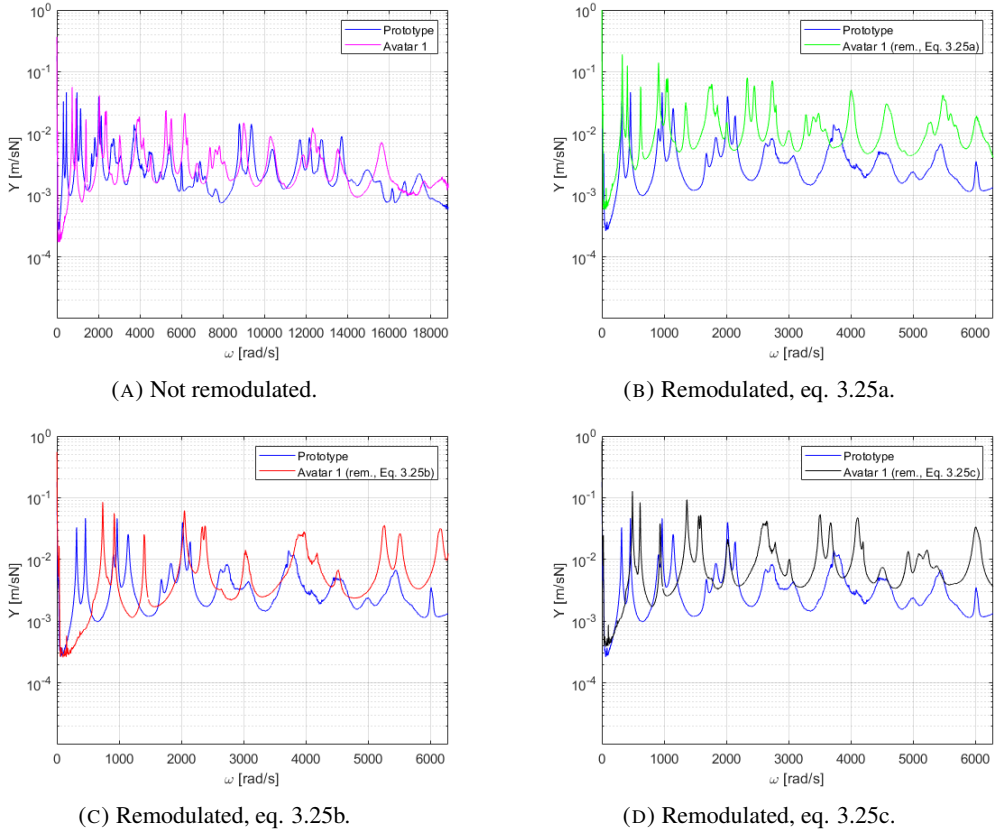 10^0
10^-1
10^-2
10^-3
10^-4
Y [m/sN]
0 2000 4000 6000 8000 10000 12000 14000 16000 18000
ω [rad/s]
Prototype
Avatar 1
(A) Not remodulated.
10^0
10^-1
10^-2
10^-3
10^-4
Y [m/sN]
0 1000 2000 3000 4000 5000 6000
ω [rad/s]
Prototype
Avatar 1 (rem., Eq. 3.25a)
(B) Remodulated, eq. 3.25a.
10^0
10^-1
10^-2
10^-3
10^-4
Y [m/sN]
0 1000 2000 3000 4000 5000 6000
ω [rad/s]
Prototype
Avatar 1 (rem., Eq. 3.25b)
(C) Remodulated, eq. 3.25b.
10^0
10^-1
10^-2
10^-3
10^-4
Y [m/sN]
0 1000 2000 3000 4000 5000 6000
ω [rad/s]
Prototype
Avatar 1 (rem., Eq. 3.25c)
(D) Remodulated, eq. 3.25c.